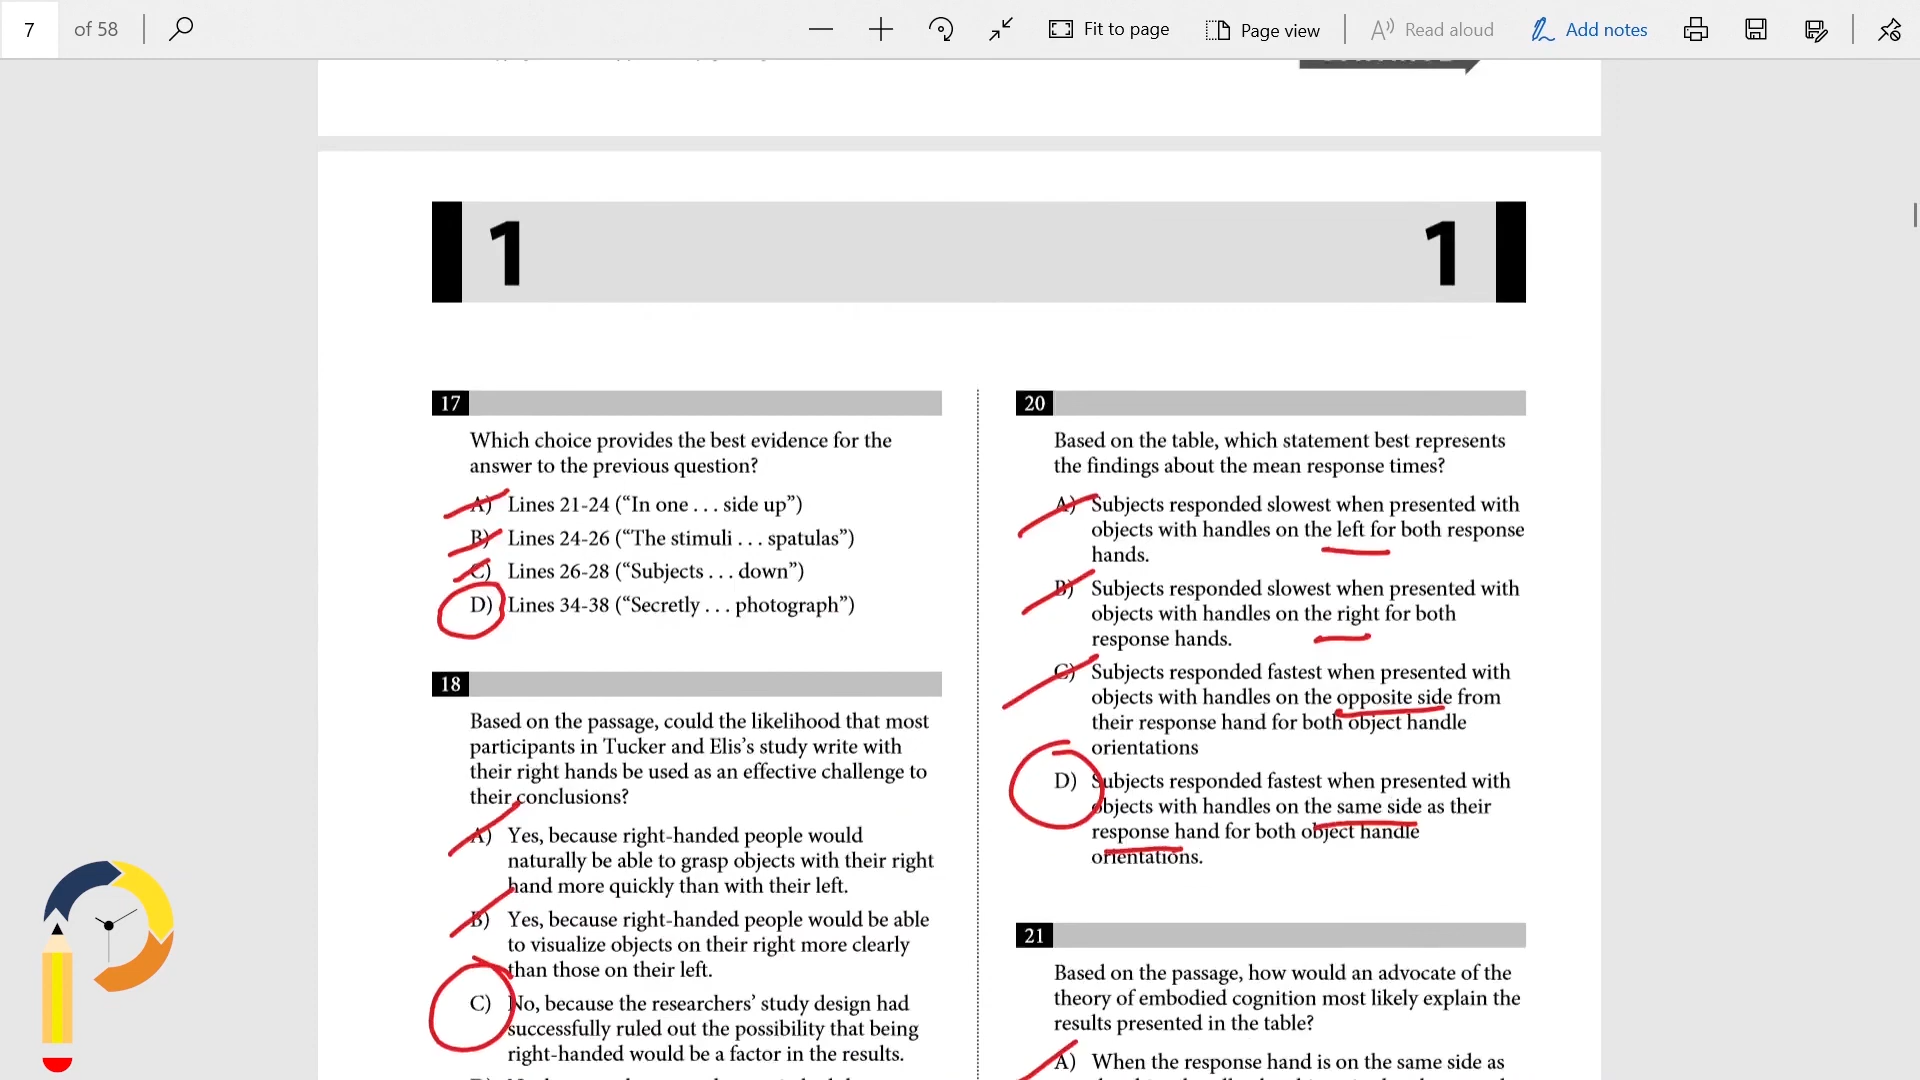 7
of 58
Fit to page
Page view
Read aloud
Add notes
1
1
17
Which choice provides the best evidence for the
answer to the previous question?
A) Lines 21-24 (“In one . . . side up”)
B) Lines 24-26 (“The stimuli . . . spatulas”)
C) Lines 26-28 (“Subjects . . . down”)
D) Lines 34-38 (“Secretly . . . photograph”)
18
Based on the passage, could the likelihood that most
participants in Tucker and Elis’s study write with
their right hands be used as an effective challenge to
their conclusions?
A) Yes, because right-handed people would
naturally be able to grasp objects with their right
hand more quickly than with their left.
B) Yes, because right-handed people would be able
to visualize objects on their right more clearly
than those on their left.
C) No, because the researchers’ study design had
successfully ruled out the possibility that being
right-handed would be a factor in the results.
20
Based on the table, which statement best represents
the findings about the mean response times?
A) Subjects responded slowest when presented with
objects with handles on the left for both response
hands.
B) Subjects responded slowest when presented with
objects with handles on the right for both
response hands.
C) Subjects responded fastest when presented with
objects with handles on the opposite side from
their response hand for both object handle
orientations
D) Subjects responded fastest when presented with
objects with handles on the same side as their
response hand for both object handle
orientations.
21
Based on the passage, how would an advocate of the
theory of embodied cognition most likely explain the
results presented in the table?
A) When the response hand is on the same side as